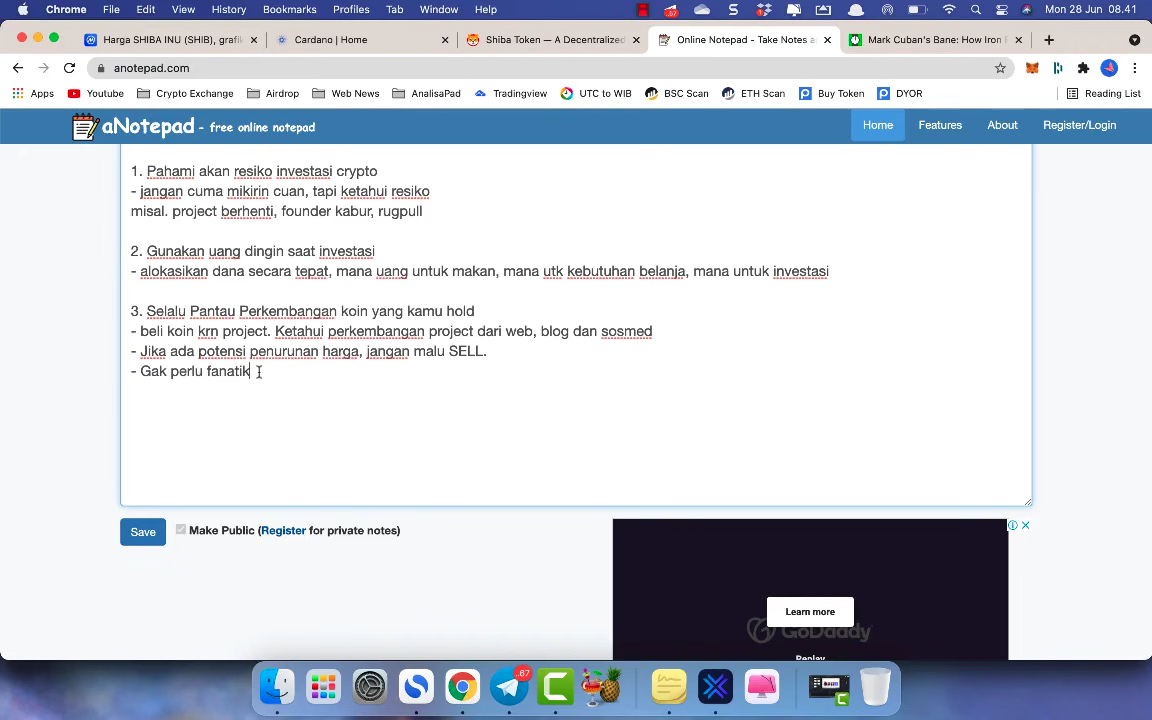 Chrome File Edit View History Bookmarks Profiles Tab Window Help Mon 28 Jun 08.41
Harga SHIBA INU (SHIB), grafik Cardano | Home Shiba Token — A Decentralized Online Notepad - Take Notes a Mark Cuban's Bane: How Iron
anotepad.com
Apps Youtube Crypto Exchange Airdrop Web News AnalisaPad Tradingview UTC to WIB BSC Scan ETH Scan Buy Token DYOR Reading List
aNotepad - free online notepad Home Features About Register/Login
1. Pahami akan resiko investasi crypto
- jangan cuma mikirin cuan, tapi ketahui resiko
misal. project berhenti, founder kabur, rugpull
2. Gunakan uang dingin saat investasi
- alokasikan dana secara tepat, mana uang untuk makan, mana utk kebutuhan belanja, mana untuk investasi
3. Selalu Pantau Perkembangan koin yang kamu hold
- beli koin krn project. Ketahui perkembangan project dari web, blog dan sosmed
- Jika ada potensi penurunan harga, jangan malu SELL.
- Gak perlu fanatik
Save Make Public (Register for private notes)
Learn more
GoDaddy
Replay